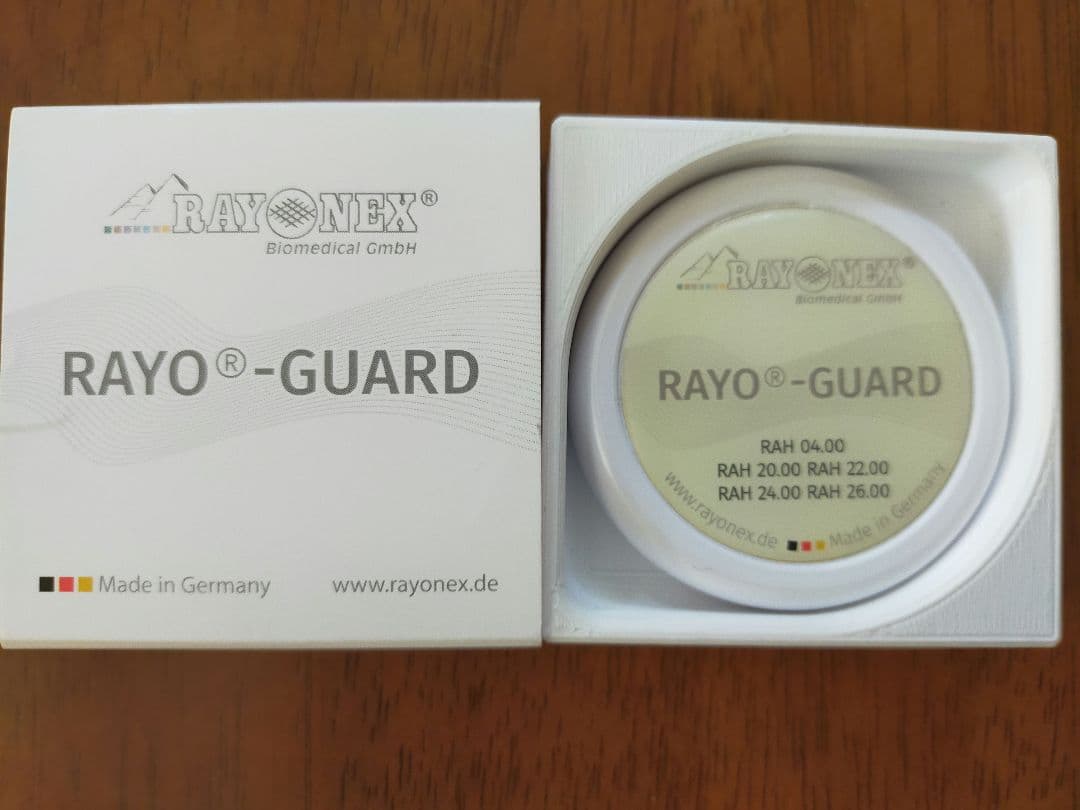 RAYONEX®
Biomedical GmbH
RAYO®-GUARD
Made in Germany
www.rayonex.de
RAYONEX®
Biomedical GmbH
RAYO®-GUARD
RAH 04.00
RAH 20.00 RAH 22.00
RAH 24.00 RAH 26.00
www.rayonex.de
Made in Germany